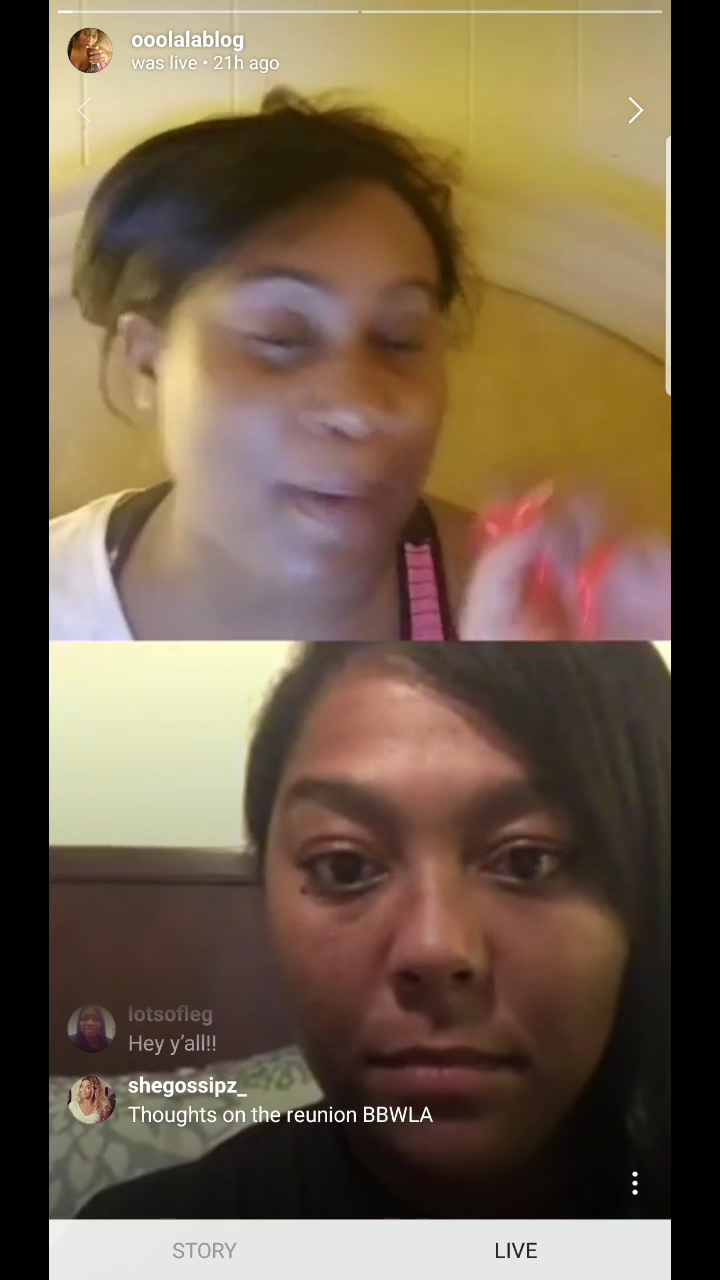 ooolalablog
was live • 21h ago
lotsofleg
Hey y'all!!
shegossipz_
Thoughts on the reunion BBWLA
STORY
LIVE